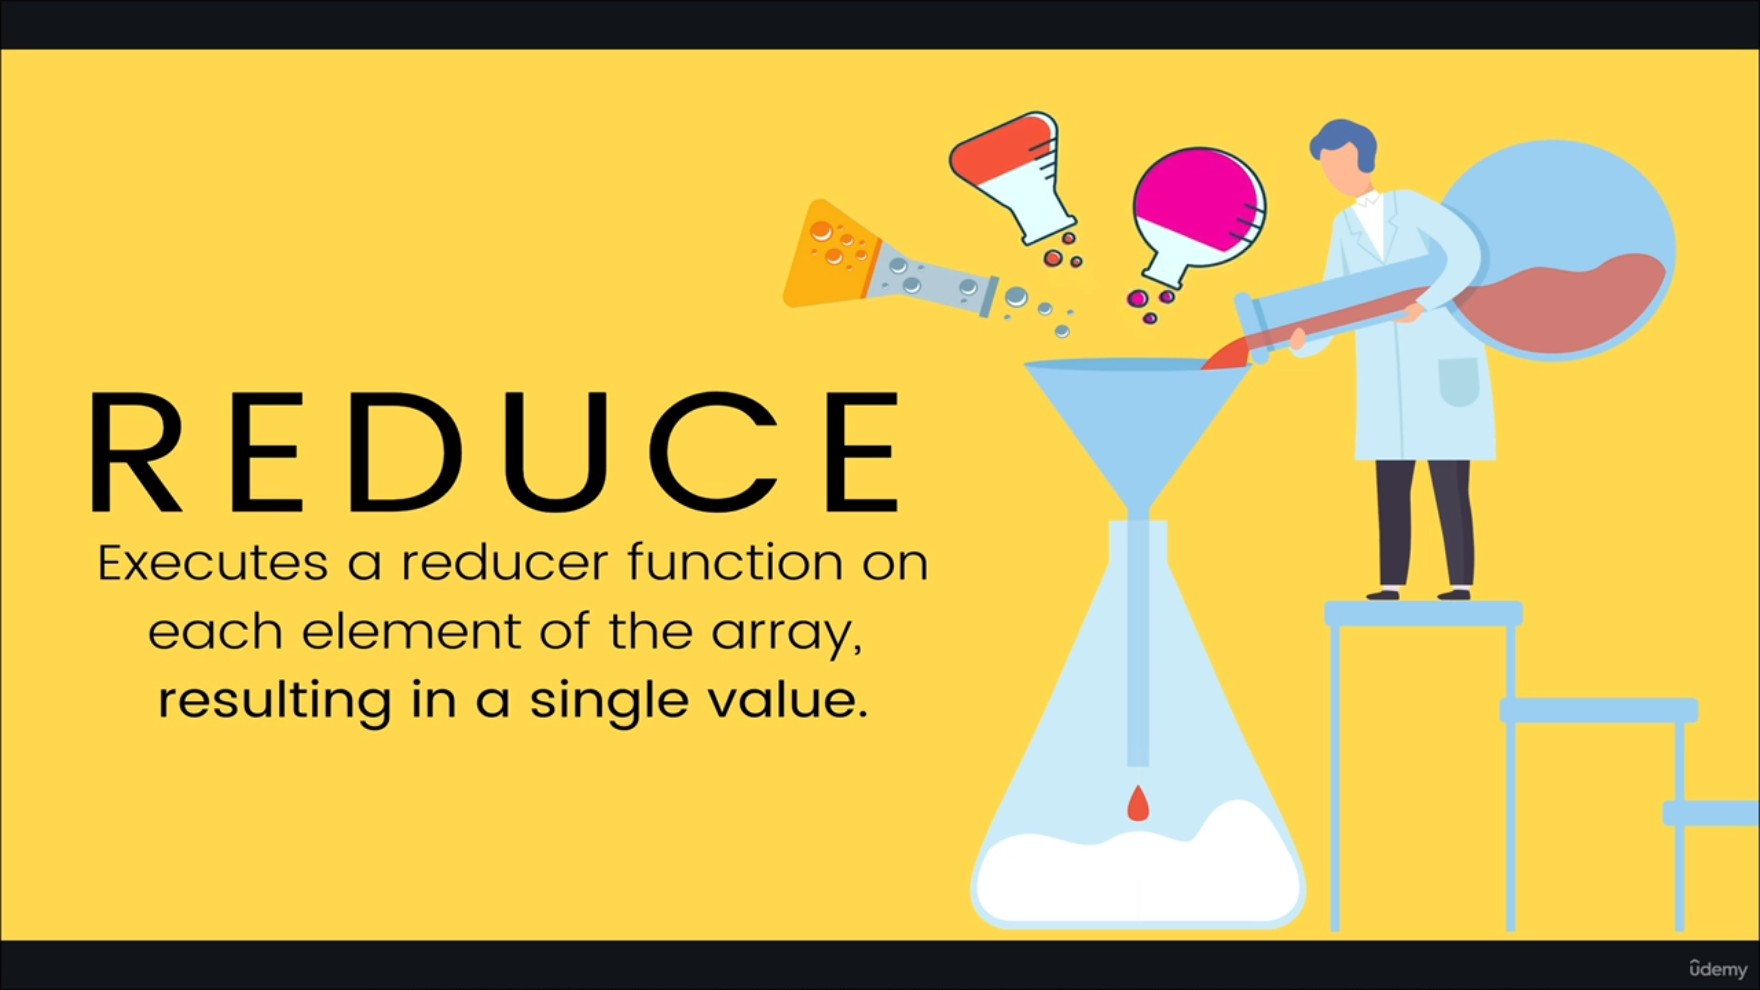 REDUCE
Executes a reducer function on
each element of the array,
resulting in a single value.
ûdemy